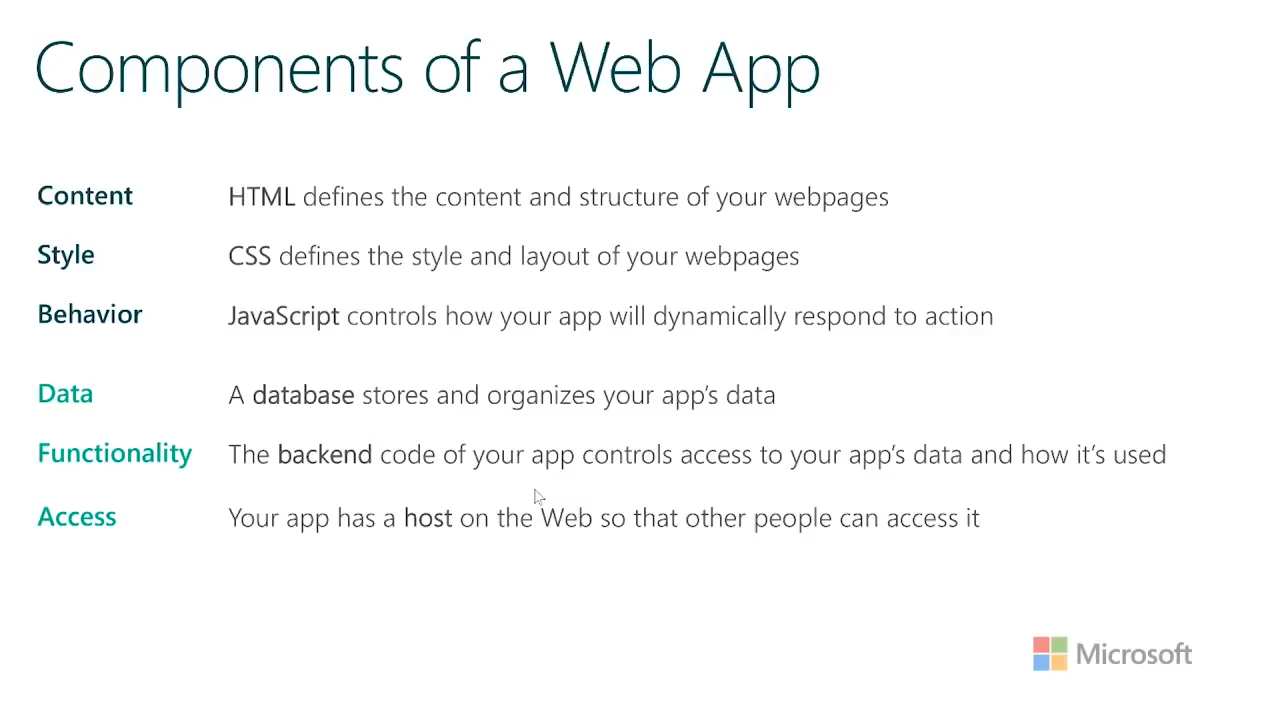 Components of a Web App
Content HTML defines the content and structure of your webpages
Style CSS defines the style and layout of your webpages
Behavior JavaScript controls how your app will dynamically respond to action
Data A database stores and organizes your app’s data
Functionality The backend code of your app controls access to your app’s data and how it’s used
Access Your app has a host on the Web so that other people can access it
Microsoft